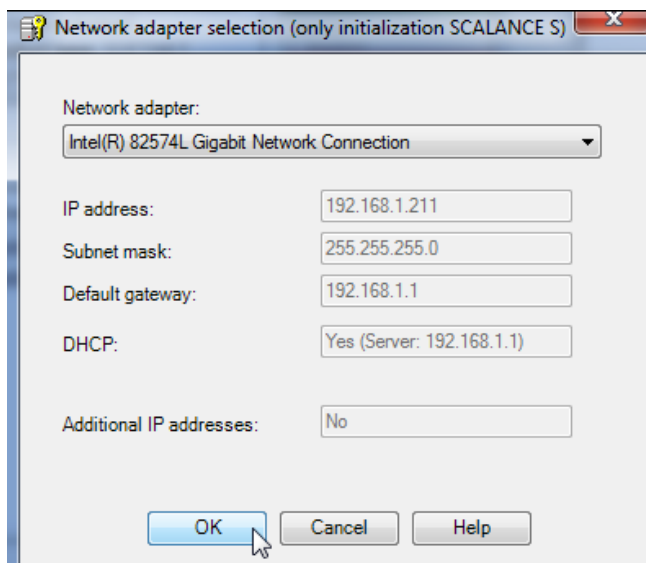 Network adapter selection (only initialization SCALANCE S)
Network adapter:
Intel(R) 82574L Gigabit Network Connection
IP address: 192.168.1.211
Subnet mask: 255.255.255.0
Default gateway: 192.168.1.1
DHCP: Yes (Server: 192.168.1.1)
Additional IP addresses: No
OK Cancel Help